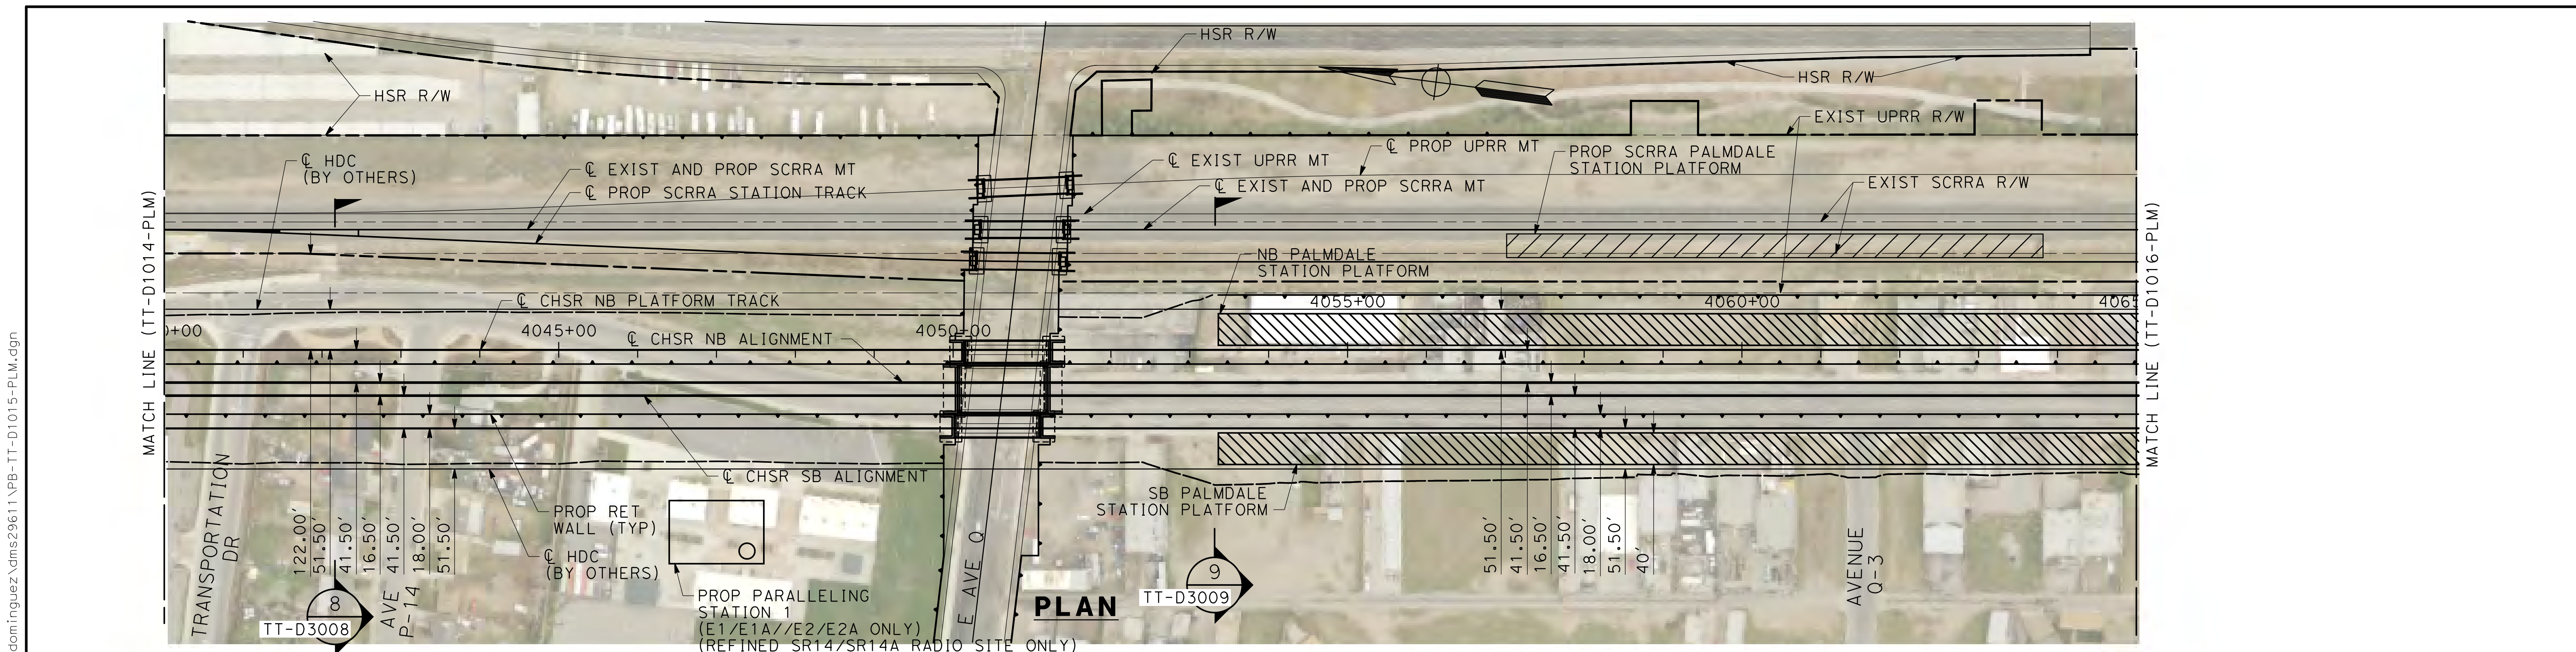 HSR R/W
HSR R/W
HSR R/W
EXIST UPRR R/W
℄ HDC
(BY OTHERS)
℄ EXIST AND PROP SCRRA MT
℄ PROP SCRRA STATION TRACK
℄ EXIST UPRR MT
℄ PROP UPRR MT
℄ EXIST AND PROP SCRRA MT
PROP SCRRA PALMDALE
STATION PLATFORM
EXIST SCRRA R/W
MATCH LINE (TT-D1014-PLM)
MATCH LINE (TT-D1016-PLM)
NB PALMDALE
STATION PLATFORM
℄ CHSR NB PLATFORM TRACK
4055+00
4060+00
4065
0+00
4045+00
4050+00
℄ CHSR NB ALIGNMENT
℄ CHSR SB ALIGNMENT
PROP RET
WALL (TYP)
℄ HDC
(BY OTHERS)
SB PALMDALE
STATION PLATFORM
TRANSPORTATION
DR
122.00'
51.50'
41.50'
16.50'
41.50'
18.00'
51.50'
51.50'
41.50'
16.50'
41.50'
18.00'
51.50'
40'
AVENUE
Q-3
E AVE Q
AVE
P-14
8
TT-D3008
9
TT-D3009
PROP PARALLELING
STATION 1
(E1/E1A//E2/E2A ONLY)
(REFINED SR14/SR14A RADIO SITE ONLY)
PLAN
dominguez\dms29611\PB-TT-D1015-PLM.dgn